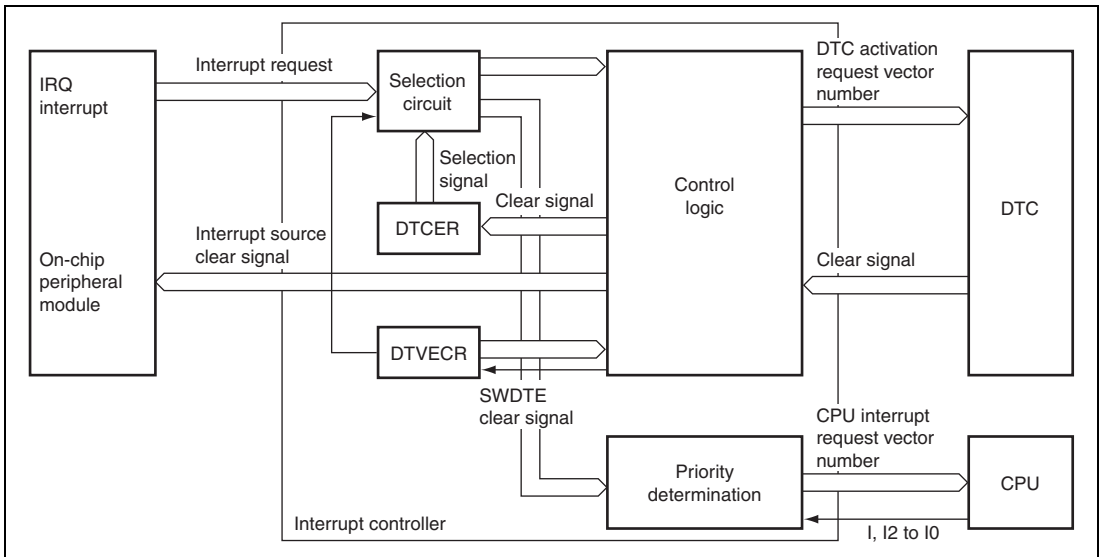 IRQ
interrupt
On-chip
peripheral
module
Interrupt request
Selection
circuit
Selection
signal
DTCER
Clear signal
Interrupt source
clear signal
DTVECR
SWDTE
clear signal
Control
logic
DTC activation
request vector
number
DTC
Clear signal
CPU interrupt
request vector
number
Priority
determination
CPU
I, I2 to I0
Interrupt controller